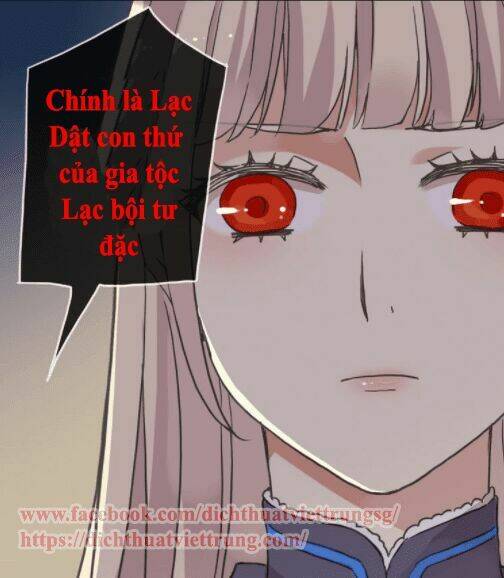 Chính là Lạc
Dật con thứ
của gia tộc
Lạc bội tư
đặc
www.facebook.com/dichthuatviettrungsg/
https://dichthuatviettrung.com/